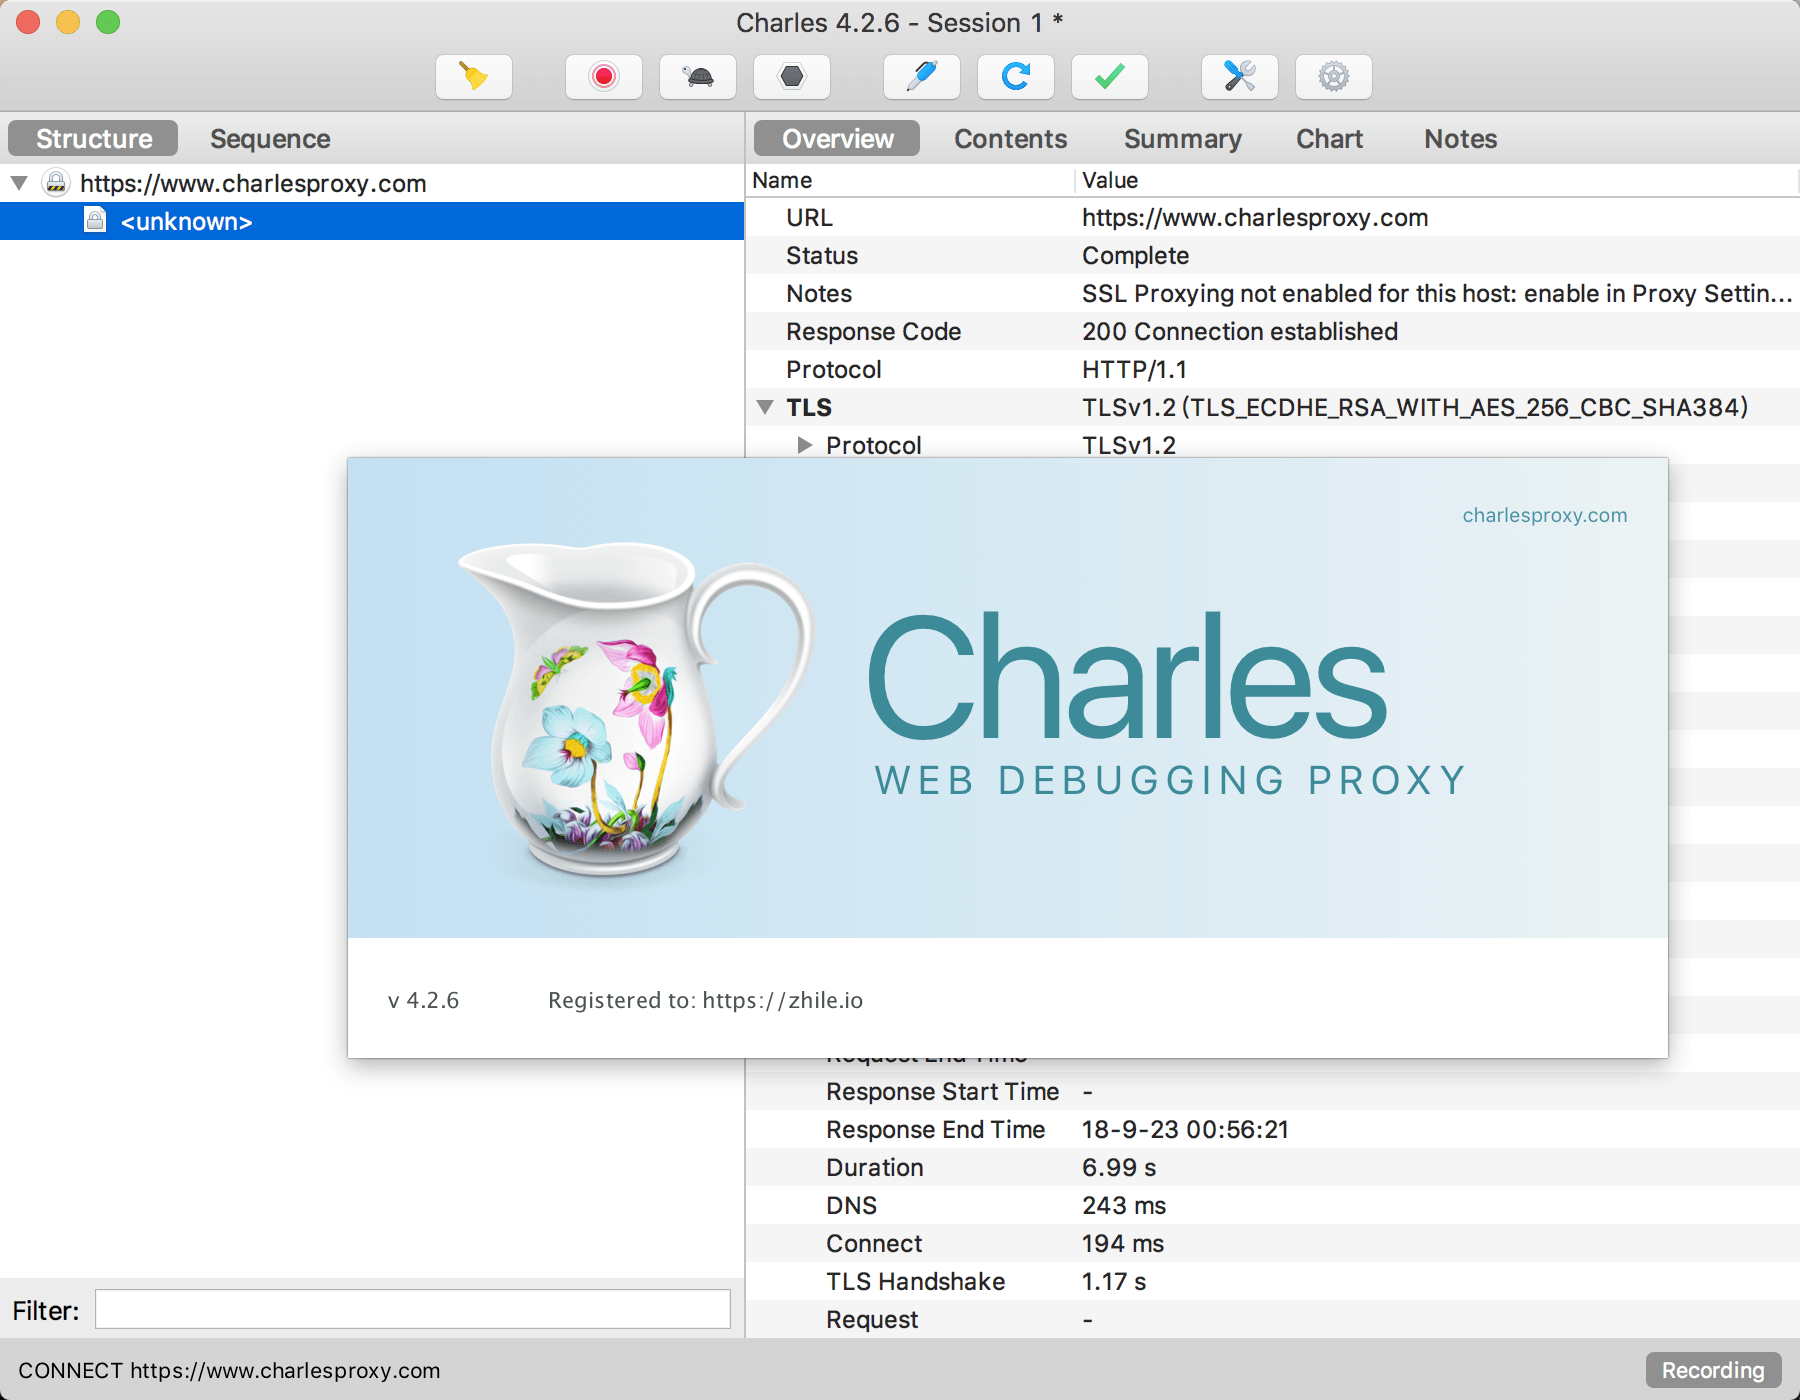 Charles 4.2.6 - Session 1 *
Structure Sequence
Overview Contents Summary Chart Notes
https://www.charlesproxy.com
<unknown>
Name Value
URL https://www.charlesproxy.com
Status Complete
Notes SSL Proxying not enabled for this host: enable in Proxy Settin...
Response Code 200 Connection established
Protocol HTTP/1.1
TLS TLSv1.2 (TLS_ECDHE_RSA_WITH_AES_256_CBC_SHA384)
Protocol TLSv1.2
charlesproxy.com
Charles
WEB DEBUGGING PROXY
v 4.2.6 Registered to: https://zhile.io
Request End Time
Response Start Time -
Response End Time 18-9-23 00:56:21
Duration 6.99 s
DNS 243 ms
Connect 194 ms
TLS Handshake 1.17 s
Request -
Filter:
CONNECT https://www.charlesproxy.com
Recording